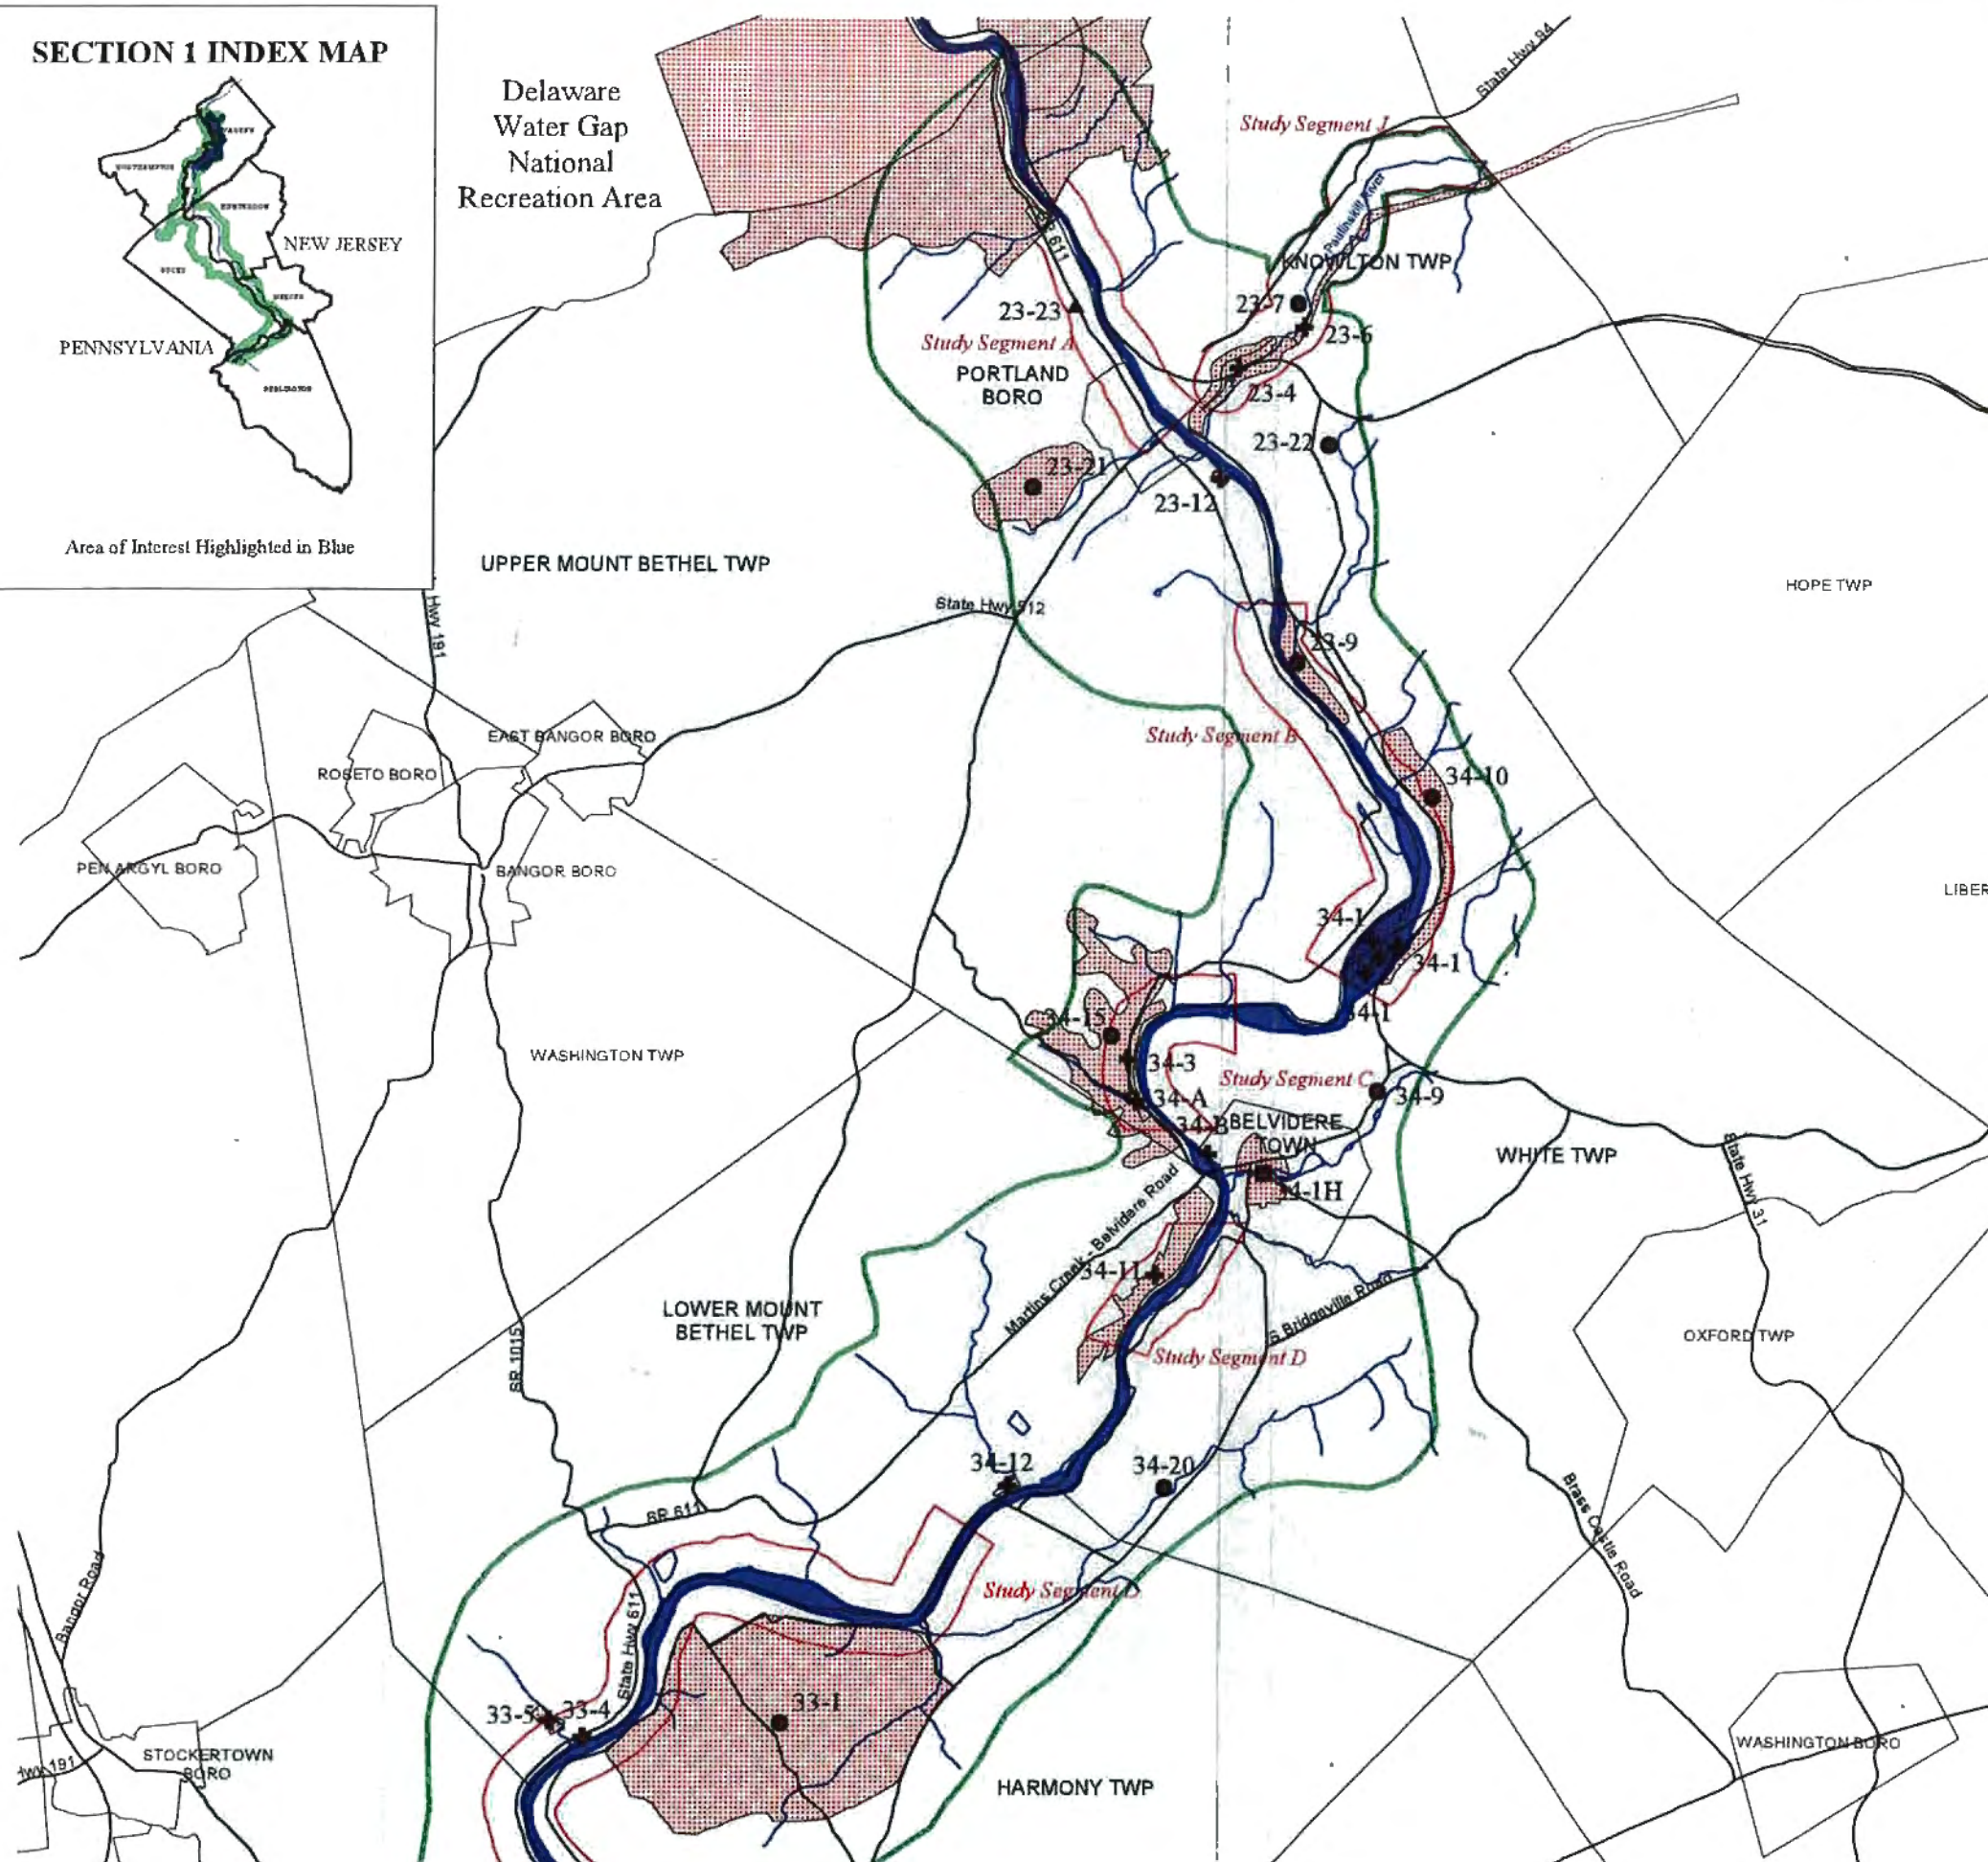 SECTION 1 INDEX MAP
NEW JERSEY
PENNSYLVANIA
Area of Interest Highlighted in Blue
Delaware
Water Gap
National
Recreation Area
State Hwy 94
Study Segment J
Paulinskill River
KNOWLTON TWP
SR 611
23-7
23-23
23-6
Study Segment A
PORTLAND
BORO
23-4
23-22
23-21
23-12
UPPER MOUNT BETHEL TWP
HOPE TWP
State Hwy 512
Hwy 191
23-9
Study Segment B
EAST BANGOR BORO
ROSETO BORO
34-10
PEN ARGYL BORO
BANGOR BORO
LIBER
34-1
34-1
34-1
34-15
WASHINGTON TWP
34-3
Study Segment C
34-9
34-A
34-B
BELVIDERE
TOWN
WHITE TWP
State Hwy 31
34-1H
Martins Creek - Belvidere Road
34-11
LOWER MOUNT
BETHEL TWP
S Bridgeville Road
OXFORD TWP
SR 1015
Study Segment D
34-12
34-20
SR 611
Brass Castle Road
Bangor Road
Study Segment D
State Hwy 611
33-1
33-5
33-4
STOCKERTOWN
BORO
Hwy 191
WASHINGTON BORO
HARMONY TWP